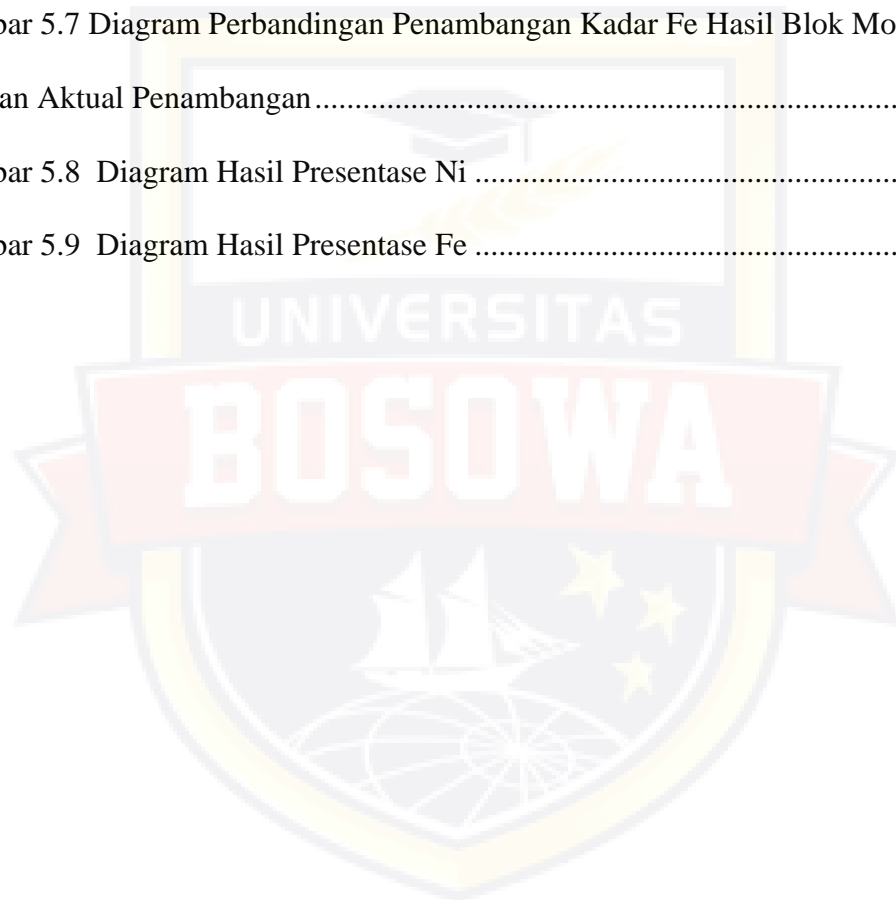 bar 5.7 Diagram Perbandingan Penambangan Kadar Fe Hasil Blok Mo
an Aktual Penambangan........................................................................
bar 5.8  Diagram Hasil Presentase Ni ....................................................
bar 5.9  Diagram Hasil Presentase Fe ....................................................
UNIVERSITAS
BOSOWA